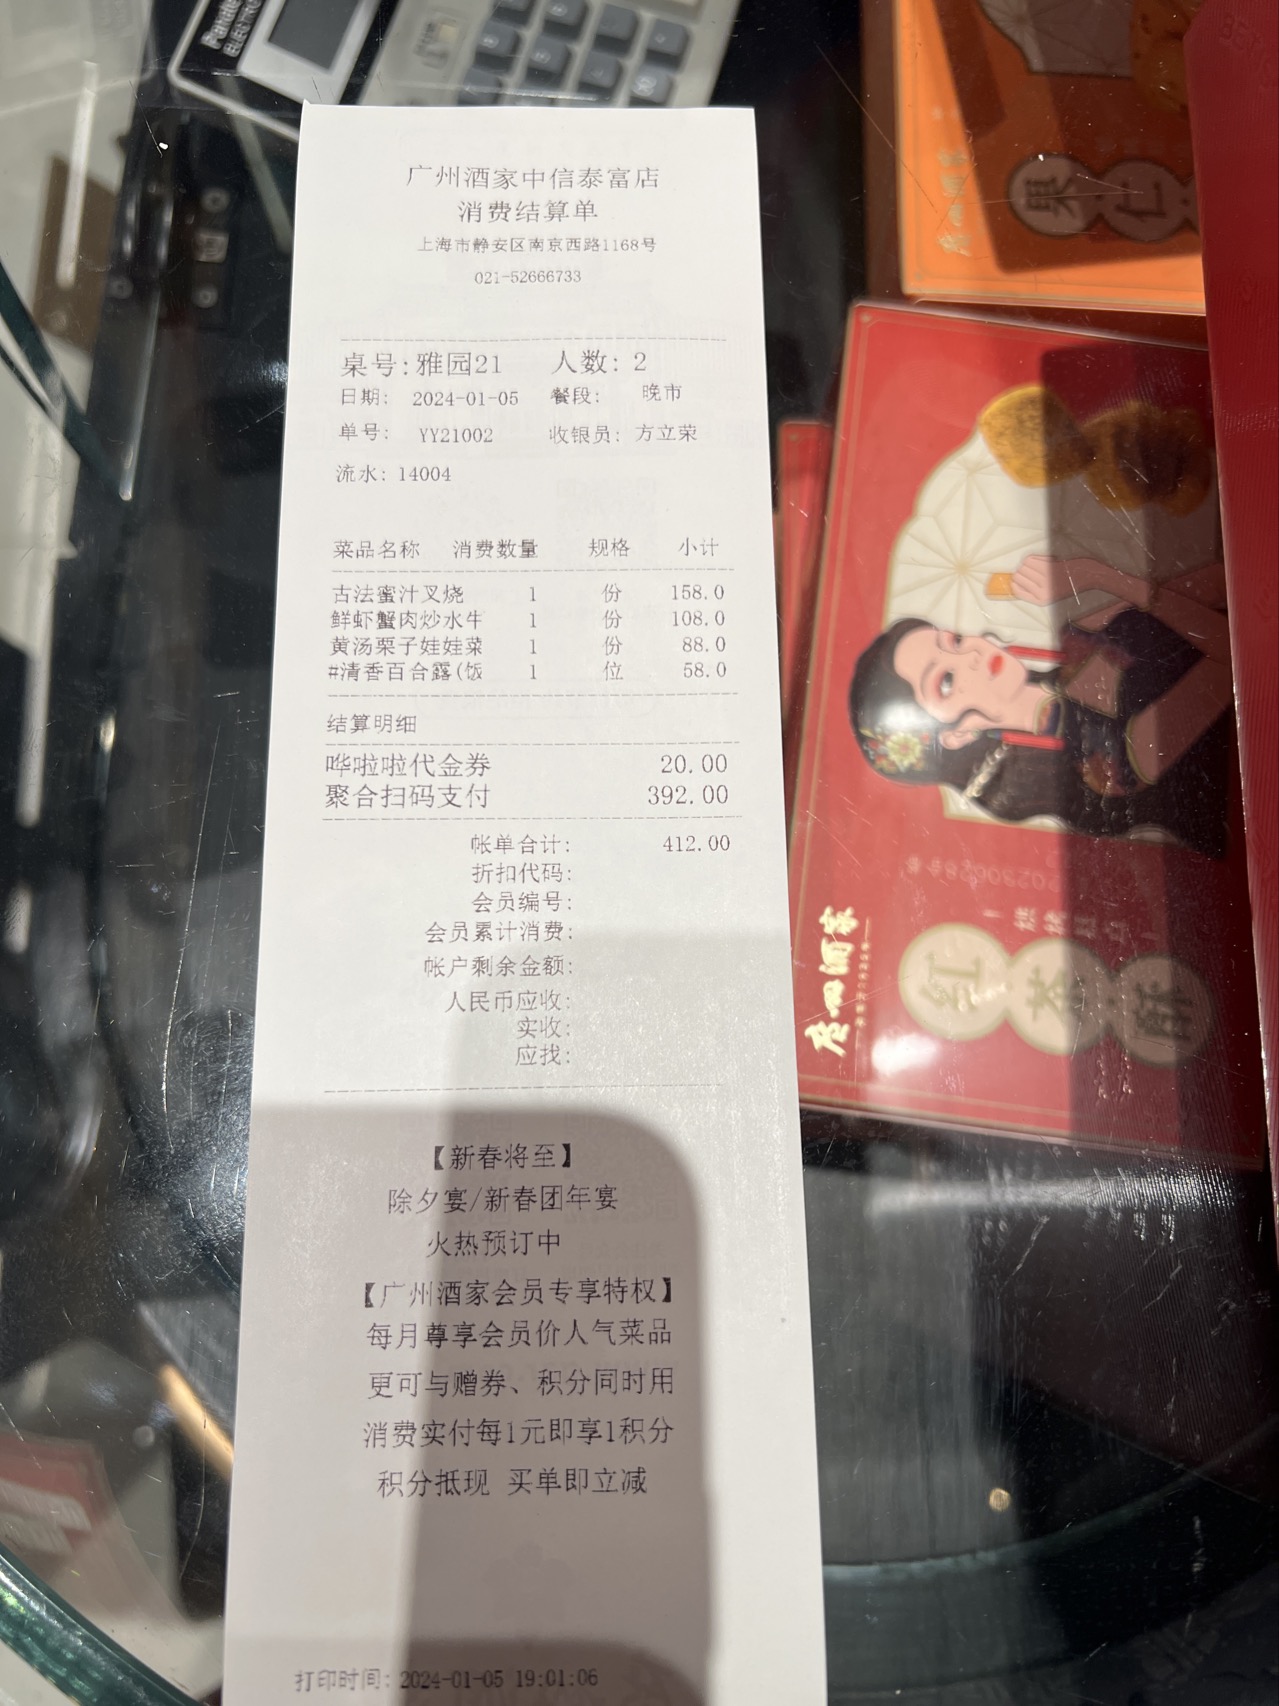 广州酒家中信泰富店
消费结算单
上海市静安区南京西路1168号
021-52666733
桌号:雅园21 人数: 2
日期: 2024-01-05 餐段: 晚市
单号: YY21002 收银员: 方立荣
流水: 14004
菜品名称 消费数量 规格 小计
古法蜜汁叉烧 1 份 158.0
鲜虾蟹肉炒水牛 1 份 108.0
黄汤栗子娃娃菜 1 份 88.0
#清香百合露(饭 1 位 58.0
结算明细
哗啦啦代金券 20.00
聚合扫码支付 392.00
帐单合计: 412.00
折扣代码:
会员编号:
会员累计消费:
帐户剩余金额:
人民币应收:
实收:
应找:
【新春将至】
除夕宴/新春团年宴
火热预订中
【广州酒家会员专享特权】
每月尊享会员价人气菜品
更可与赠券、积分同时用
消费实付每1元即享1积分
积分抵现 买单即立减
打印时间: 2024-01-05 19:01:06
果仁
广州酒家
红茶酥